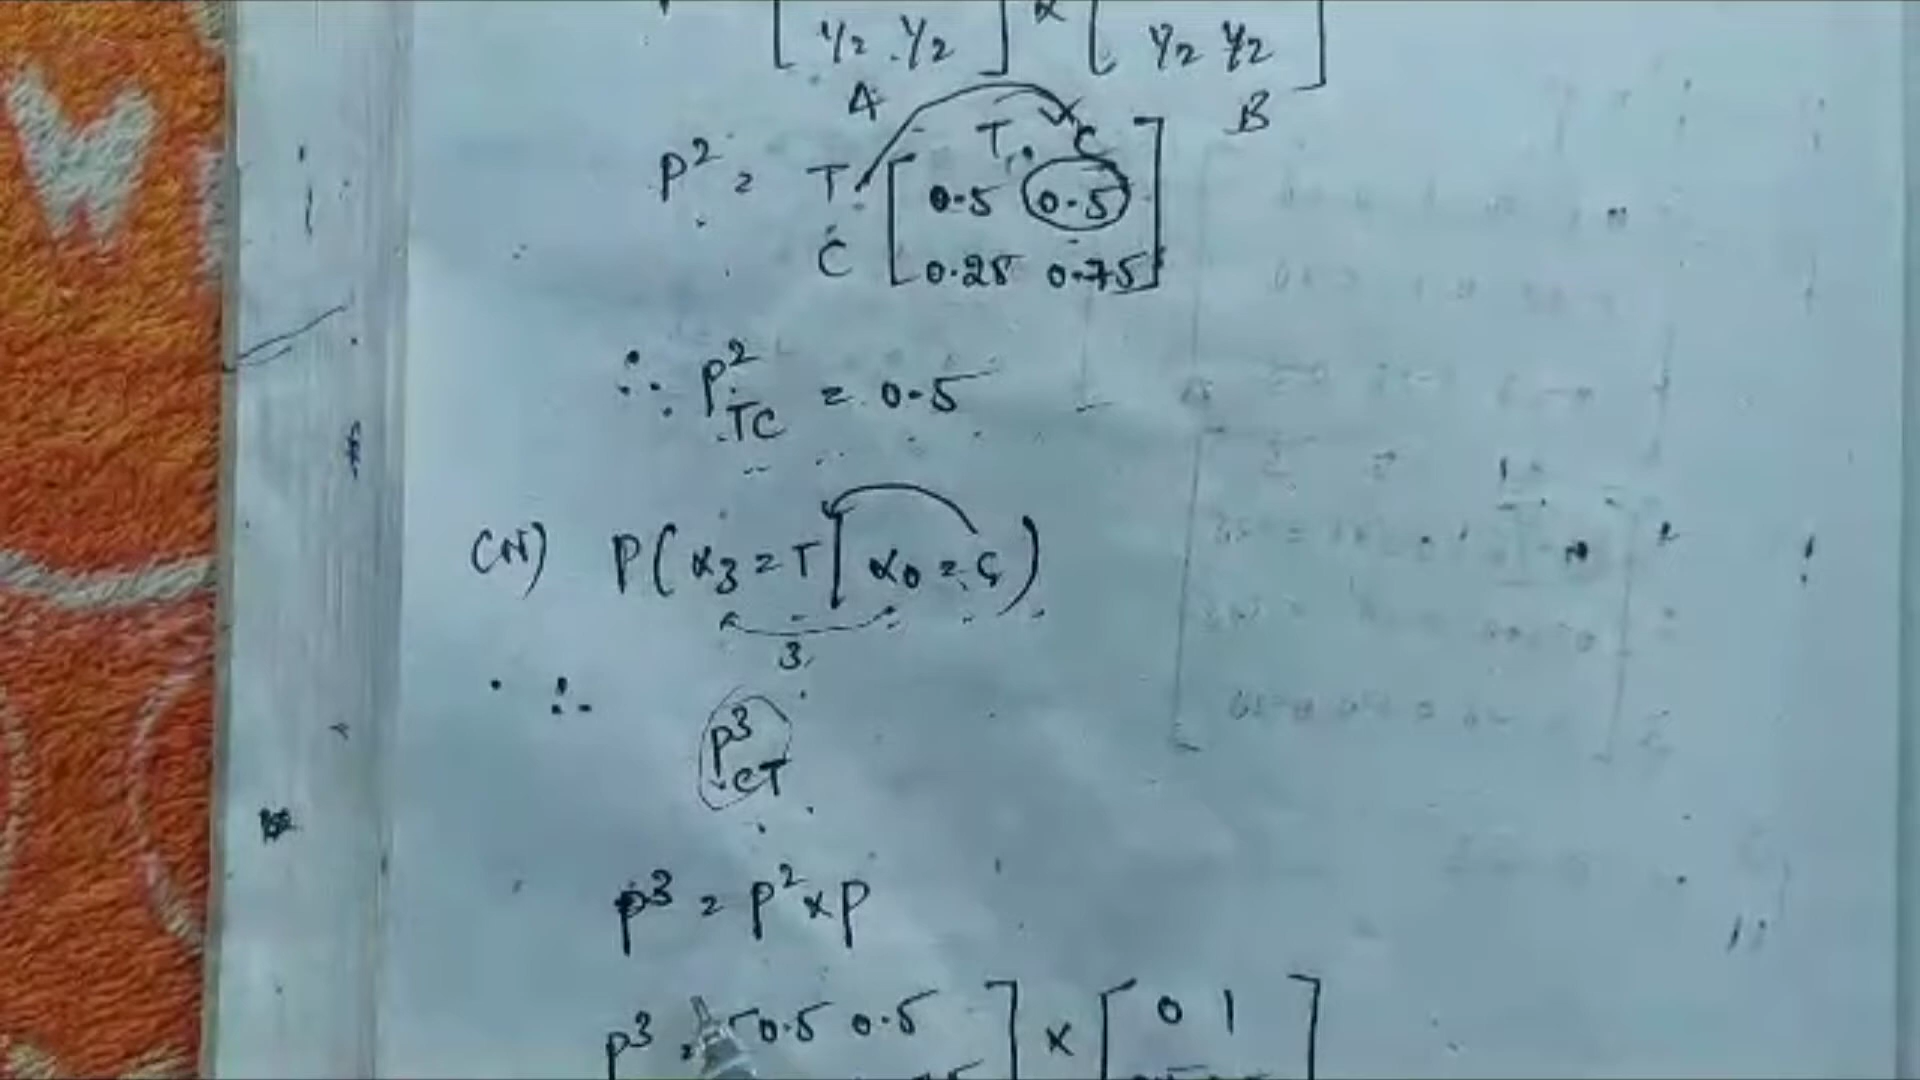 [ 1/2 1/2 ] x [ 1/2 1/2 ]
A B
T C
P² = T [ 0.5 0.5
C 0.25 0.75 ]
∴ P²TC = 0.5
P(x3 = T | x0 = C)
3
∴ P³CT
P³ = P² x P
P³ = [ 0.5 0.5 ] x [ 0 1 ]